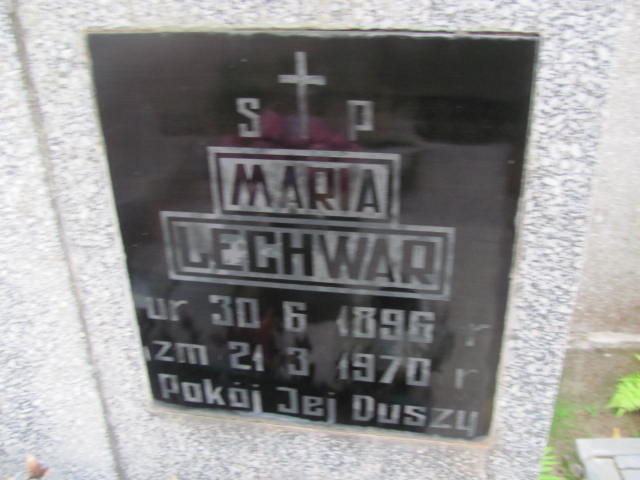 S P
MARIA
LECHWAR
ur 30 6 1896 r
zm 21 3 1970 r
Pokój Jej Duszy